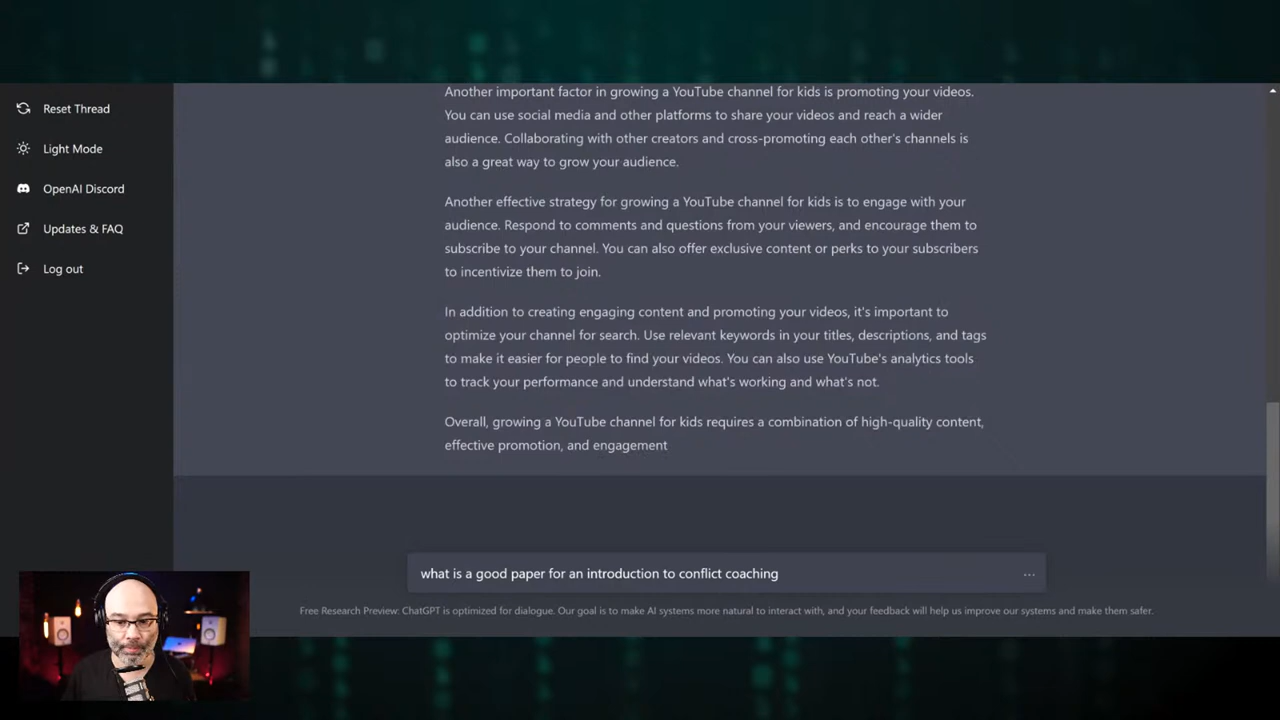 Reset Thread
Light Mode
OpenAI Discord
Updates & FAQ
Log out
Another important factor in growing a YouTube channel for kids is promoting your videos.
You can use social media and other platforms to share your videos and reach a wider
audience. Collaborating with other creators and cross-promoting each other's channels is
also a great way to grow your audience.
Another effective strategy for growing a YouTube channel for kids is to engage with your
audience. Respond to comments and questions from your viewers, and encourage them to
subscribe to your channel. You can also offer exclusive content or perks to your subscribers
to incentivize them to join.
In addition to creating engaging content and promoting your videos, it's important to
optimize your channel for search. Use relevant keywords in your titles, descriptions, and tags
to make it easier for people to find your videos. You can also use YouTube's analytics tools
to track your performance and understand what's working and what's not.
Overall, growing a YouTube channel for kids requires a combination of high-quality content,
effective promotion, and engagement
what is a good paper for an introduction to conflict coaching
...
Free Research Preview: ChatGPT is optimized for dialogue. Our goal is to make AI systems more natural to interact with, and your feedback will help us improve our systems and make them safer.